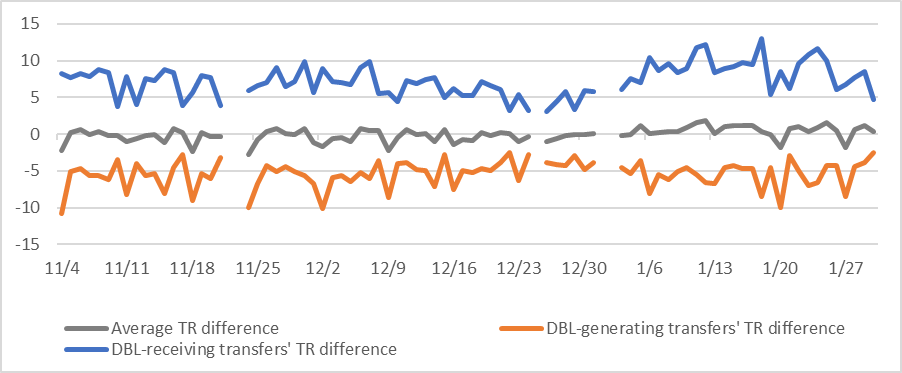 15
10
5
0
-5
-10
-15
11/4 11/11 11/18 11/25 12/2 12/9 12/16 12/23 12/30 1/6 1/13 1/20 1/27
Average TR difference DBL-generating transfers' TR difference
DBL-receiving transfers' TR difference